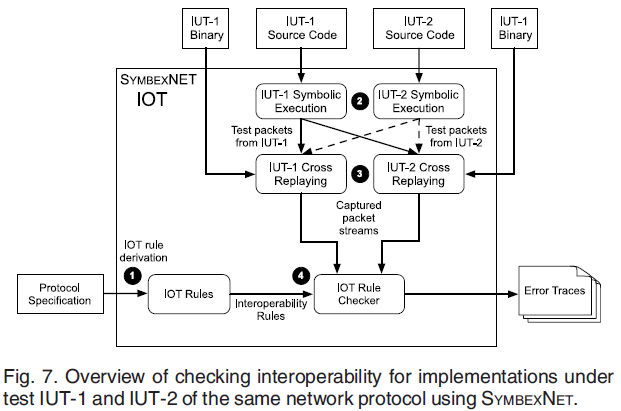 IUT-1
Binary
IUT-1
Source Code
IUT-2
Source Code
IUT-1
Binary
SYMBEXNET
IOT
IUT-1 Symbolic
Execution
2
IUT-2 Symbolic
Execution
Test packets
from IUT-1
Test packets
from IUT-2
IUT-1 Cross
Replaying
3
IUT-2 Cross
Replaying
Captured
packet
streams
IOT rule
derivation
1
4
Protocol
Specification
IOT Rules
Interoperability
Rules
IOT Rule
Checker
Error Traces
Fig. 7. Overview of checking interoperability for implementations under
test IUT-1 and IUT-2 of the same network protocol using SYMBEXNET.